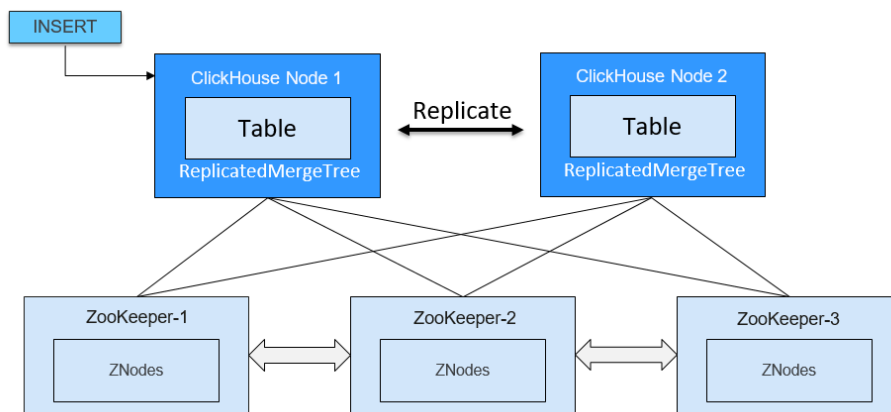 INSERT
ClickHouse Node 1
Table
ReplicatedMergeTree
Replicate
ClickHouse Node 2
Table
ReplicatedMergeTree
ZooKeeper-1
ZNodes
ZooKeeper-2
ZNodes
ZooKeeper-3
ZNodes